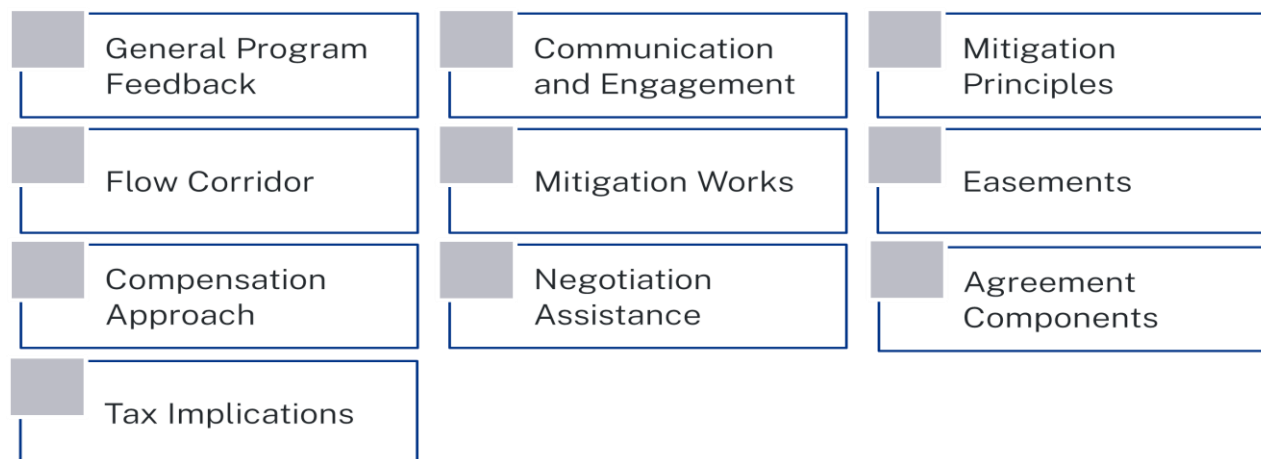 General Program
Feedback
Communication
and Engagement
Mitigation
Principles
Flow Corridor
Mitigation Works
Easements
Compensation
Approach
Negotiation
Assistance
Agreement
Components
Tax Implications